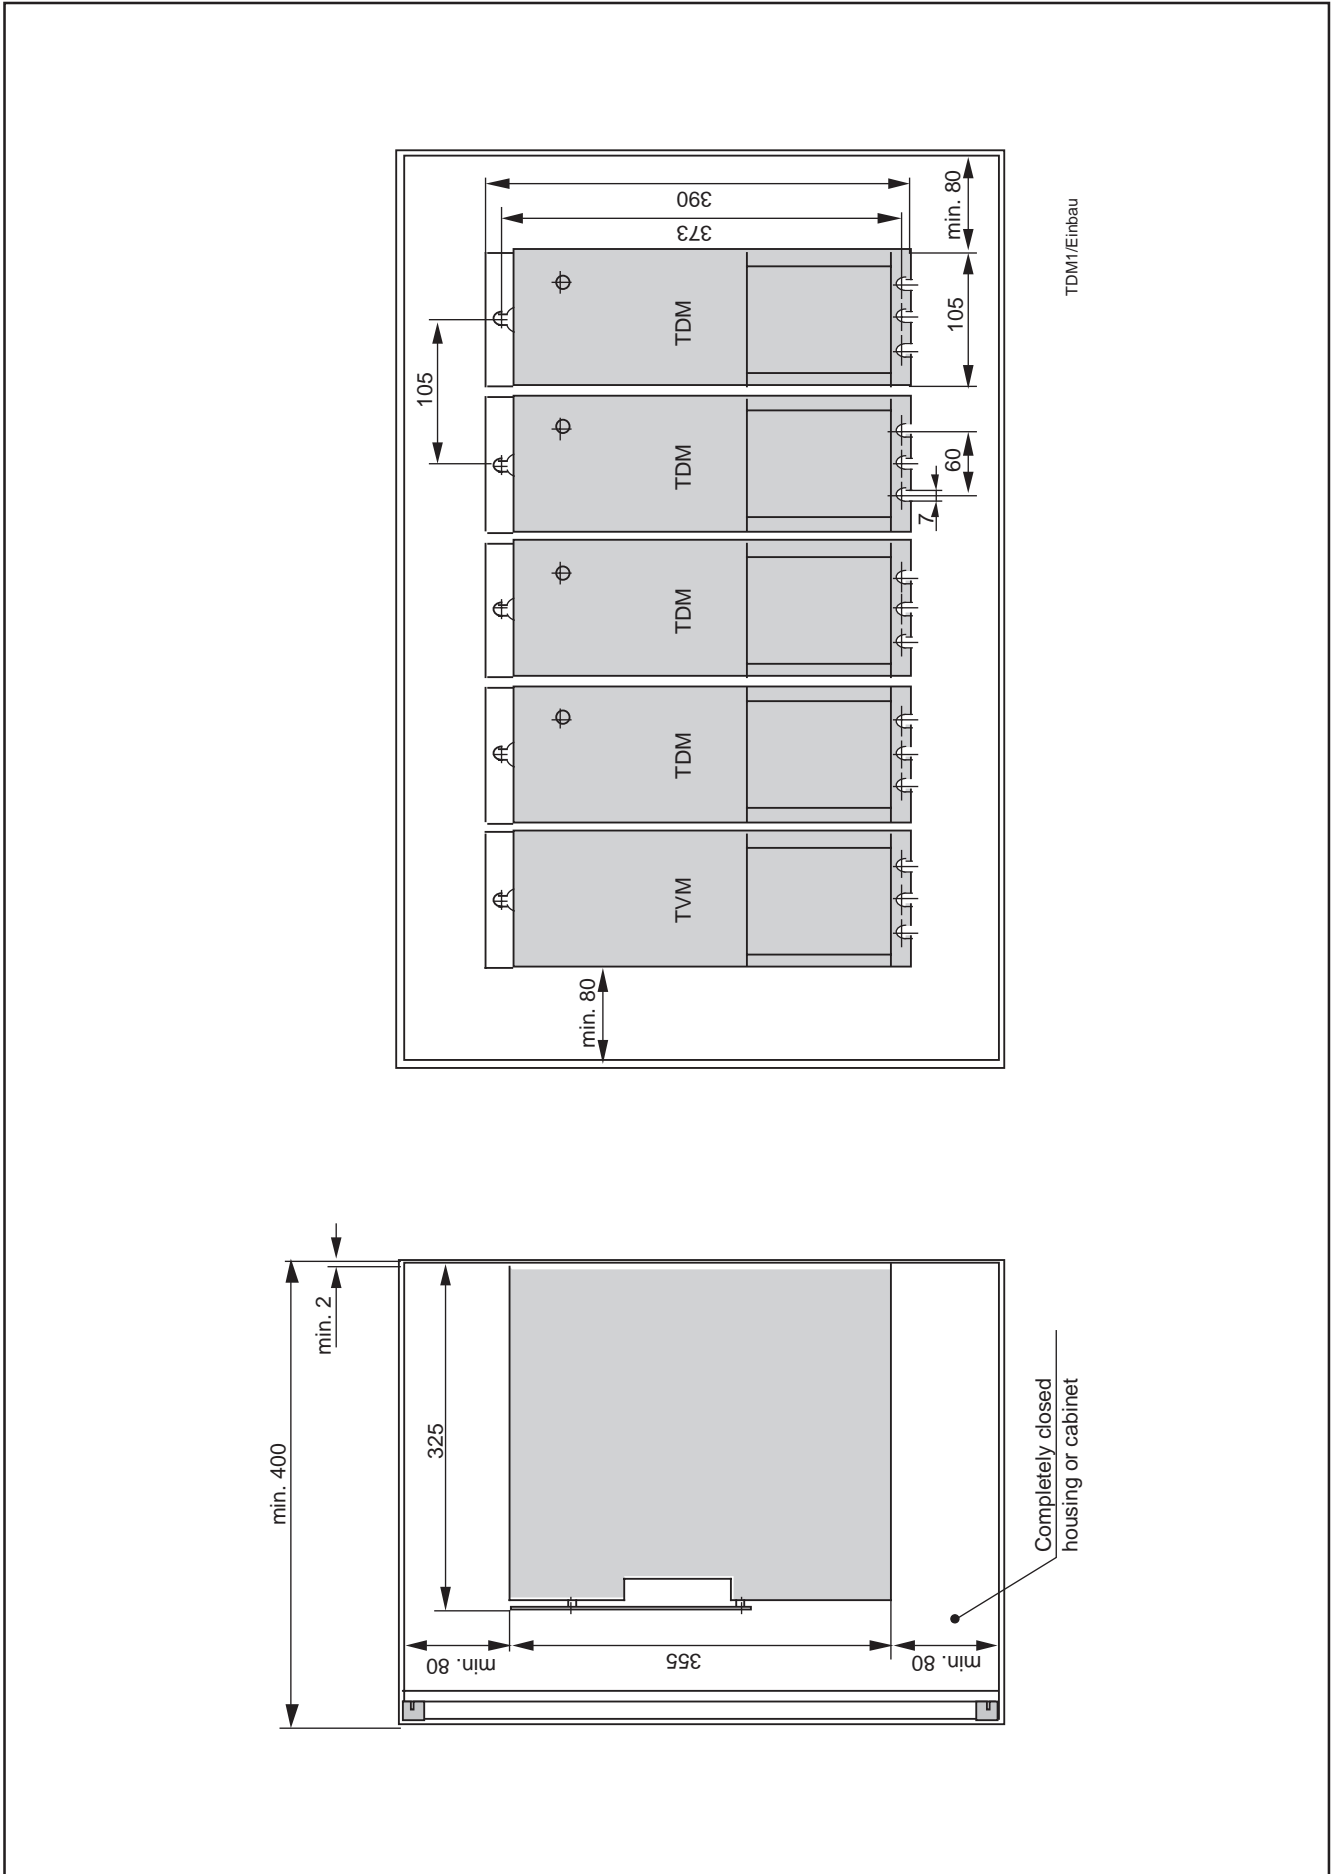 390
373
min. 80
105
105
60
7
TDM
TDM
TDM
TDM
TVM
min. 80
TDM1/Einbau
min. 400
min. 2
325
min. 80
355
min. 80
Completely closed
housing or cabinet